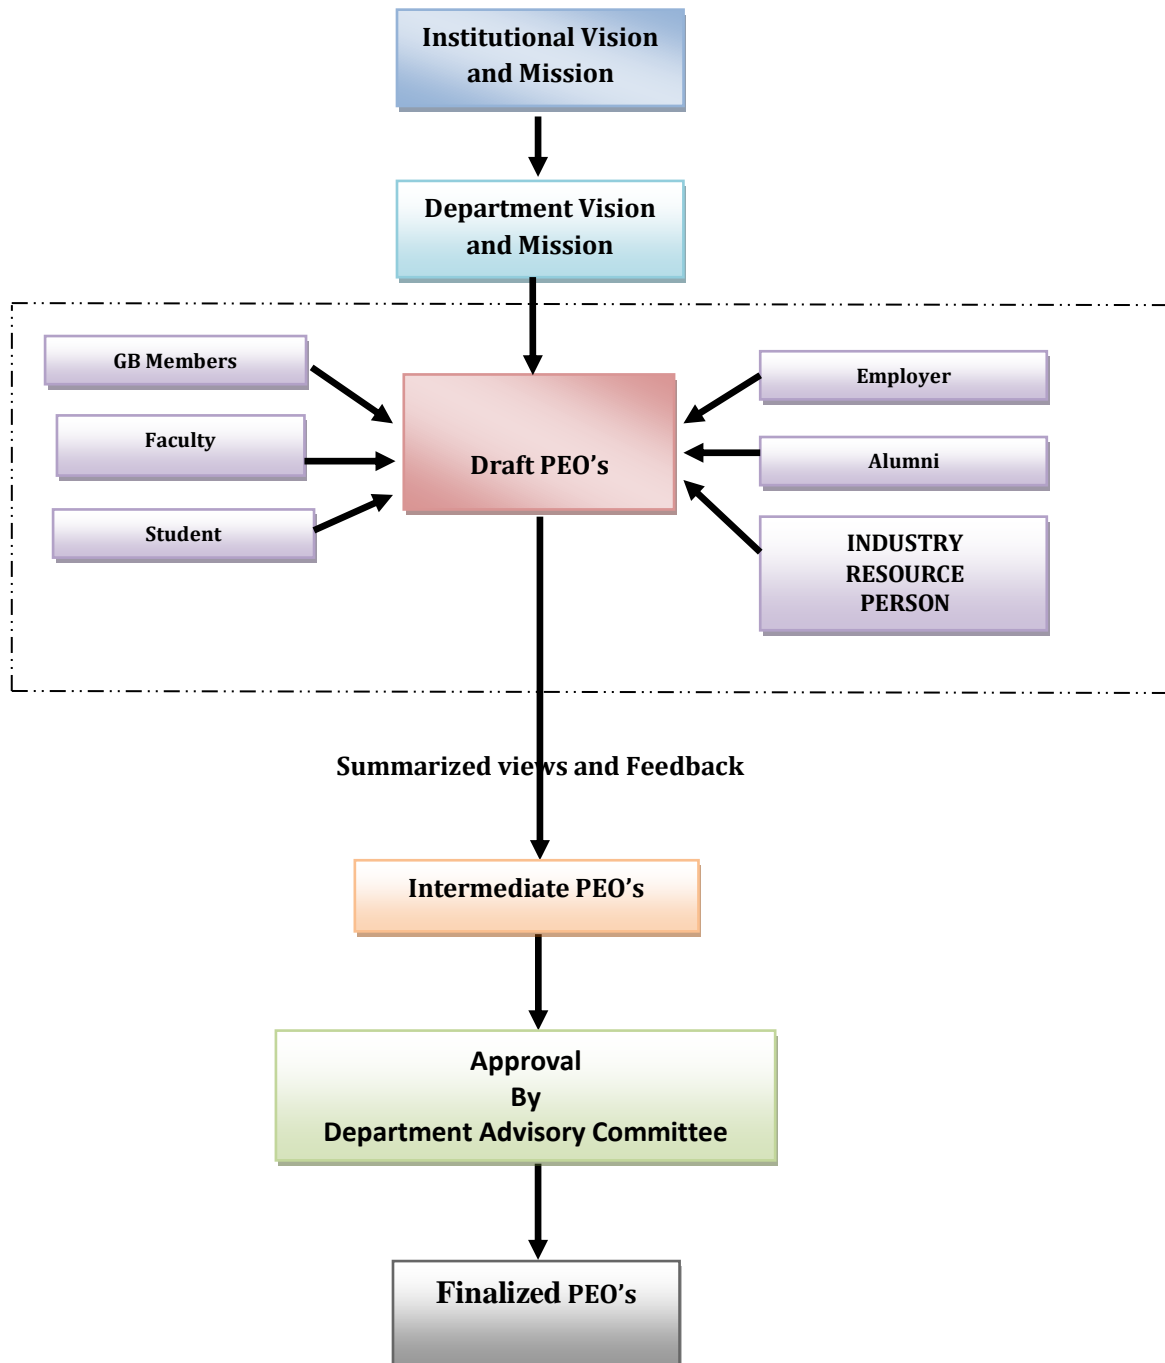 Institutional Vision
and Mission
Department Vision
and Mission
GB Members
Faculty
Student
Draft PEO’s
Employer
Alumni
INDUSTRY
RESOURCE
PERSON
Summarized views and Feedback
Intermediate PEO’s
Approval
By
Department Advisory Committee
Finalized PEO’s